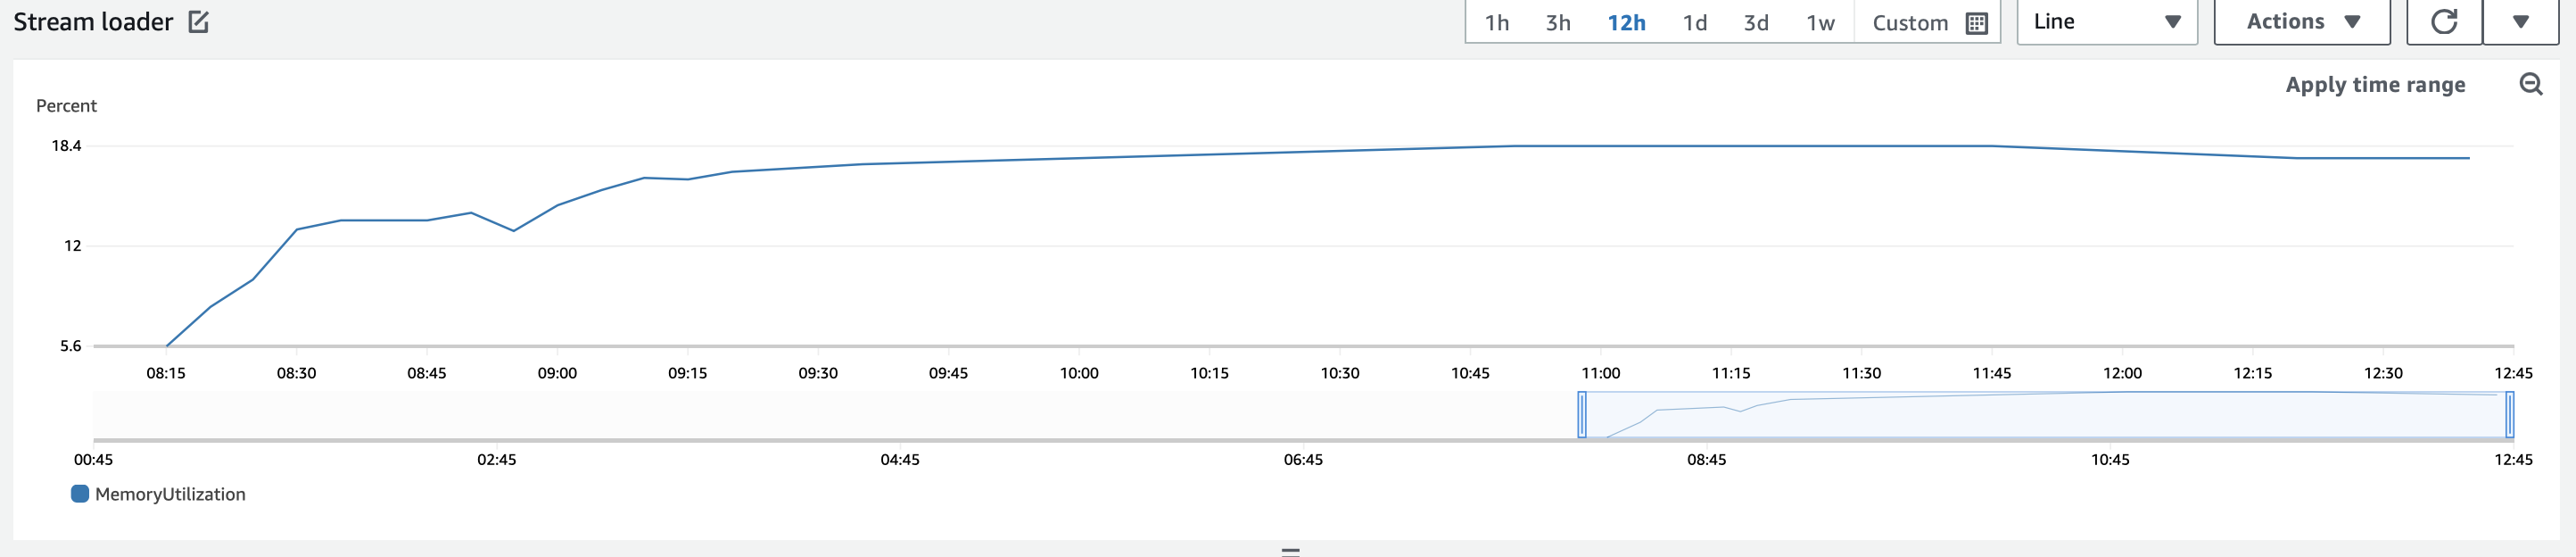 Stream loader
1h 3h 12h 1d 3d 1w Custom Line Actions
Apply time range
Percent
18.4
12
5.6
08:15 08:30 08:45 09:00 09:15 09:30 09:45 10:00 10:15 10:30 10:45 11:00 11:15 11:30 11:45 12:00 12:15 12:30 12:45
00:45 02:45 04:45 06:45 08:45 10:45 12:45
MemoryUtilization